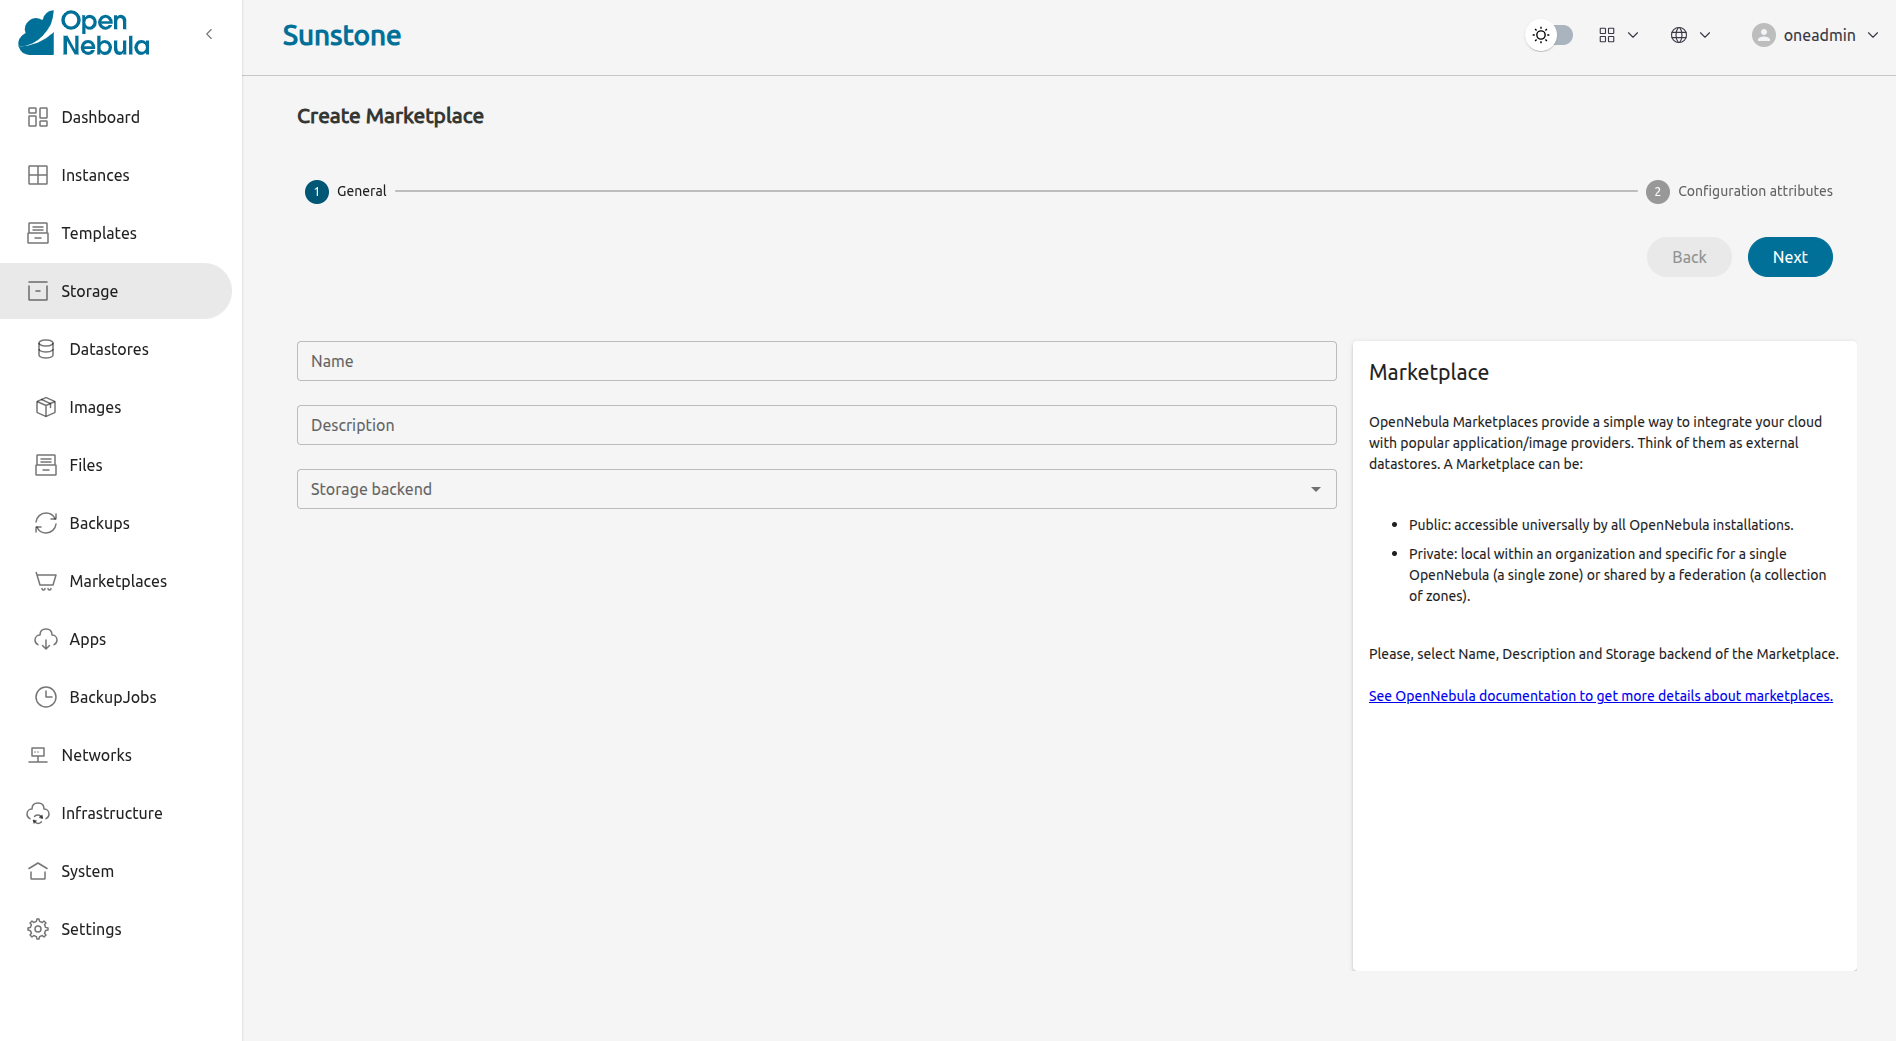 Open
Nebula
Sunstone
oneadmin
Dashboard
Instances
Templates
Storage
Datastores
Images
Files
Backups
Marketplaces
Apps
BackupJobs
Networks
Infrastructure
System
Settings
Create Marketplace
1 General
2 Configuration attributes
Back
Next
Name
Description
Storage backend
Marketplace
OpenNebula Marketplaces provide a simple way to integrate your cloud
with popular application/image providers. Think of them as external
datastores. A Marketplace can be:
• Public: accessible universally by all OpenNebula installations.
• Private: local within an organization and specific for a single
OpenNebula (a single zone) or shared by a federation (a collection
of zones).
Please, select Name, Description and Storage backend of the Marketplace.
See OpenNebula documentation to get more details about marketplaces.